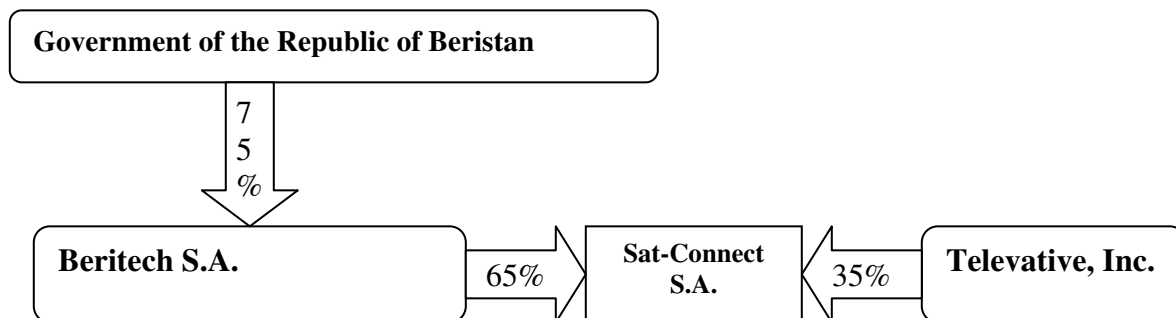 Government of the Republic of Beristan
7
5
%
Beritech S.A.
65%
Sat-Connect
S.A.
35%
Televative, Inc.